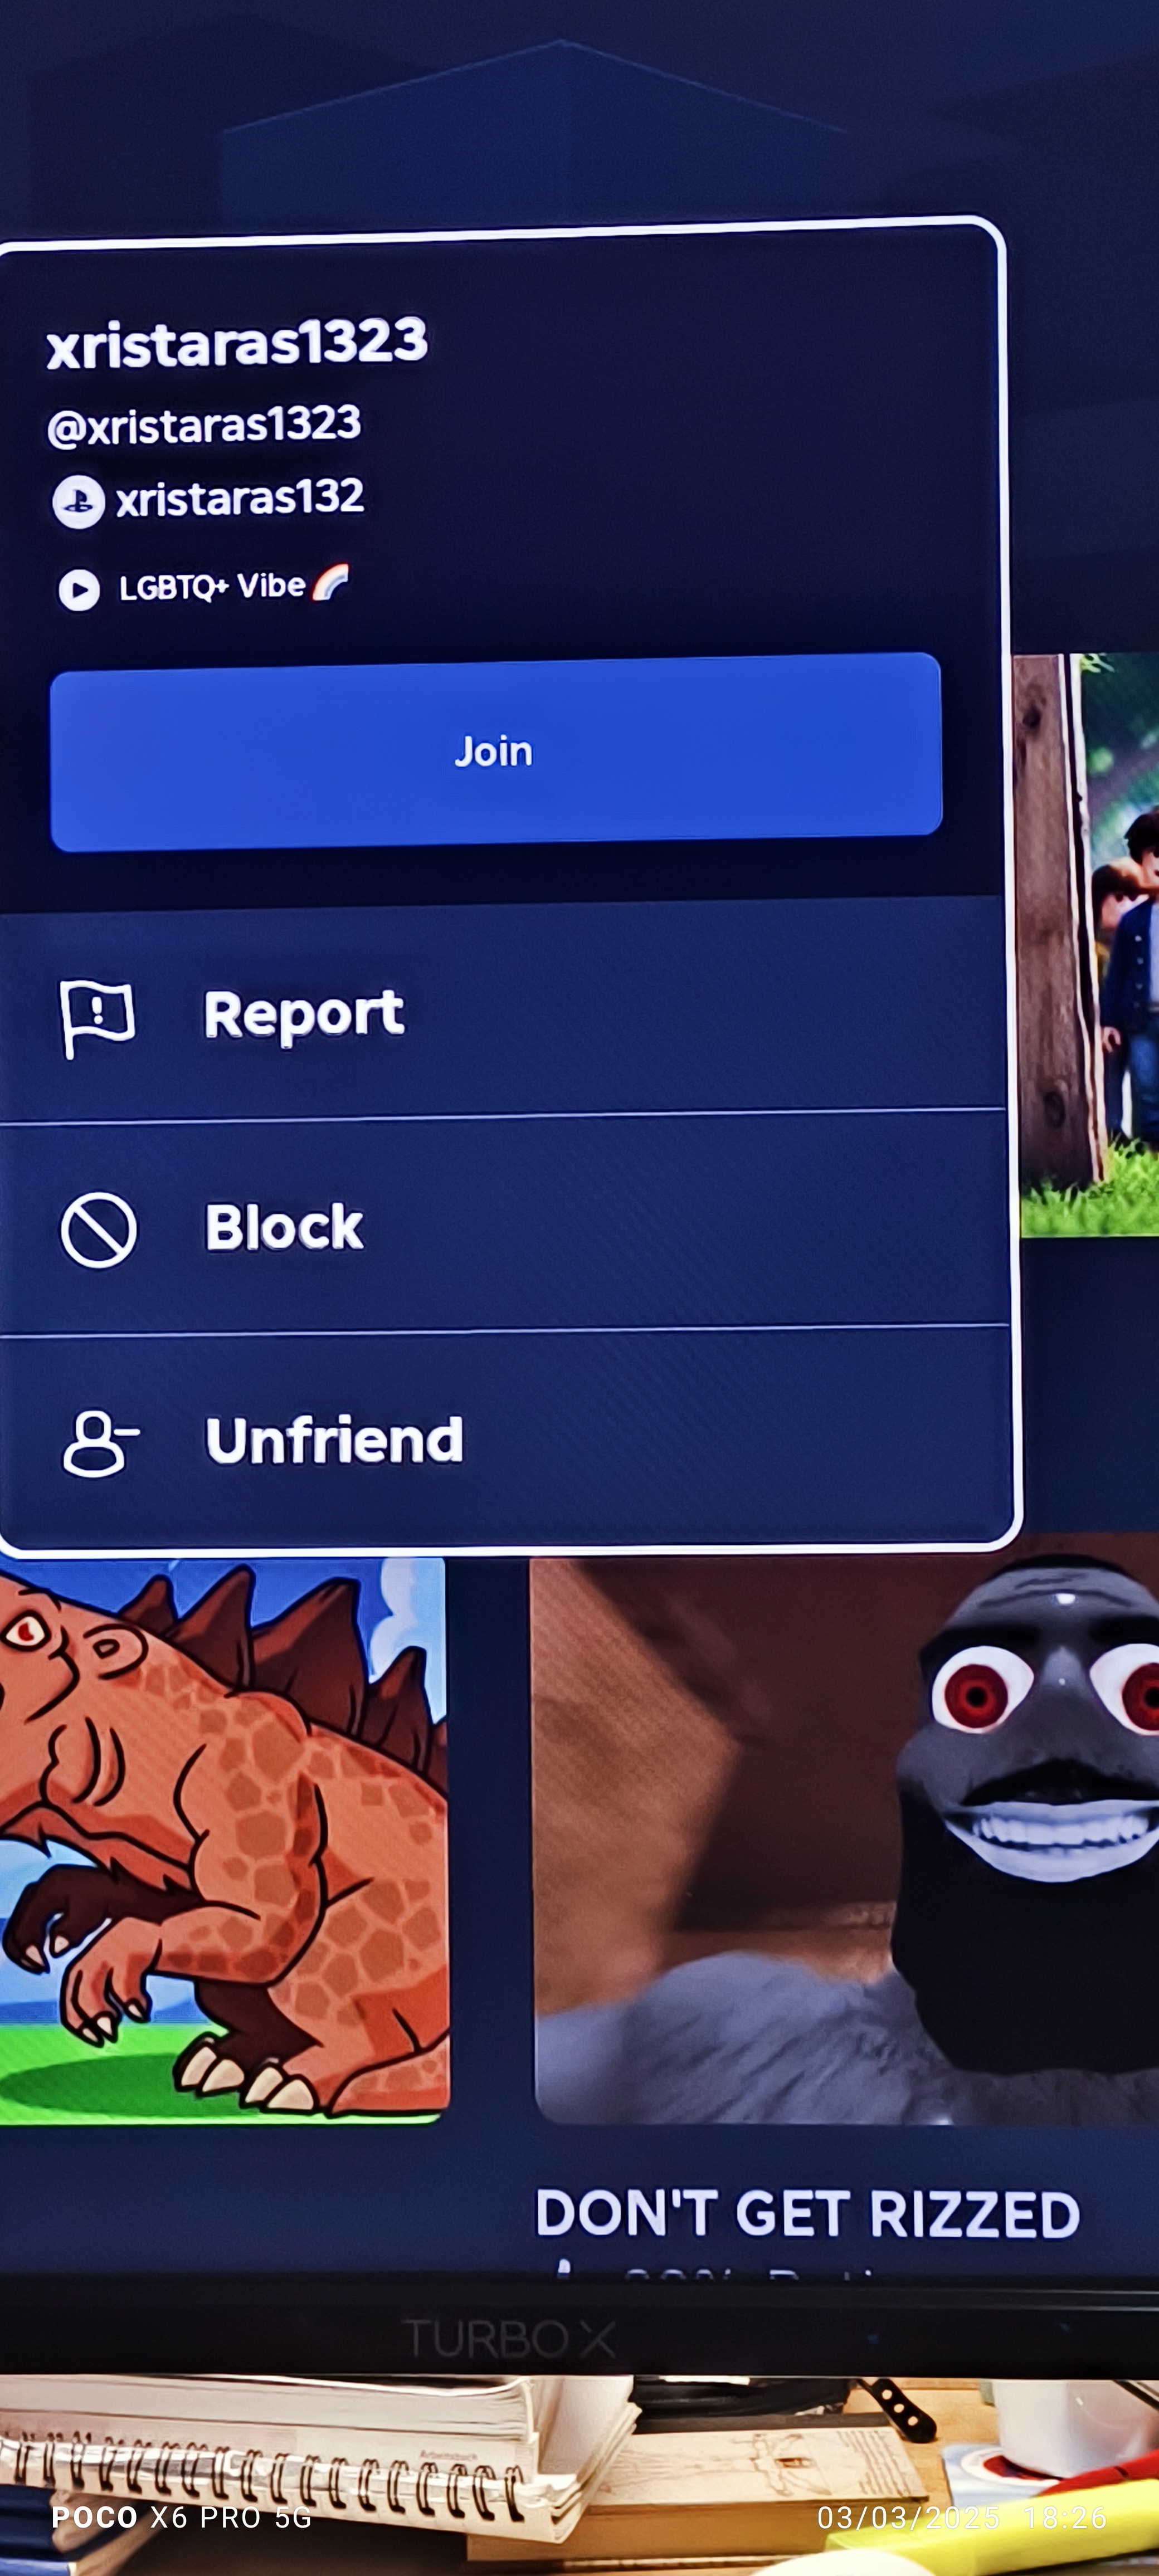 xristaras1323
@xristaras1323
xristaras132
LGBTQ+ Vibe 🌈
Join
Report
Block
Unfriend
DON'T GET RIZZED
TURBO X
POCO X6 PRO 5G
03/03/2025 18:26